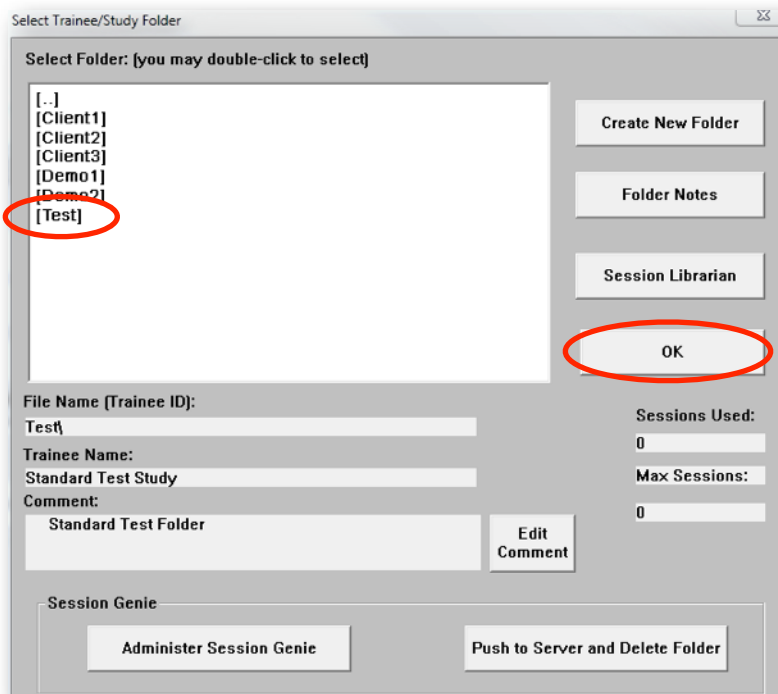 Select Trainee/Study Folder
Select Folder: (you may double-click to select)
[..]
[Client1]
[Client2]
[Client3]
[Demo1]
[Demo2]
[Test]
Create New Folder
Folder Notes
Session Librarian
OK
File Name (Trainee ID):
Test\
Trainee Name:
Standard Test Study
Comment:
Standard Test Folder
Edit
Comment
Sessions Used:
0
Max Sessions:
0
Session Genie
Administer Session Genie
Push to Server and Delete Folder